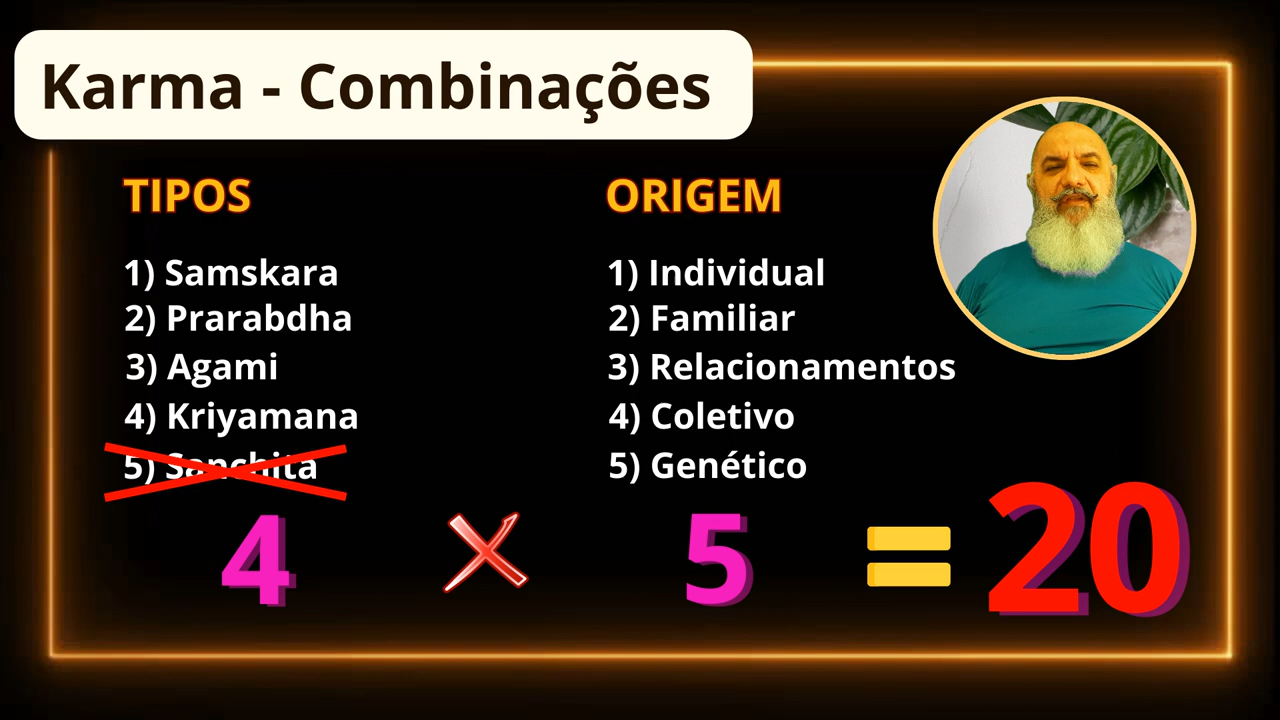 Karma - Combinações
TIPOS
1) Samskara
2) Prarabdha
3) Agami
4) Kriyamana
5) Sanchita
4
ORIGEM
1) Individual
2) Familiar
3) Relacionamentos
4) Coletivo
5) Genético
5
= 20